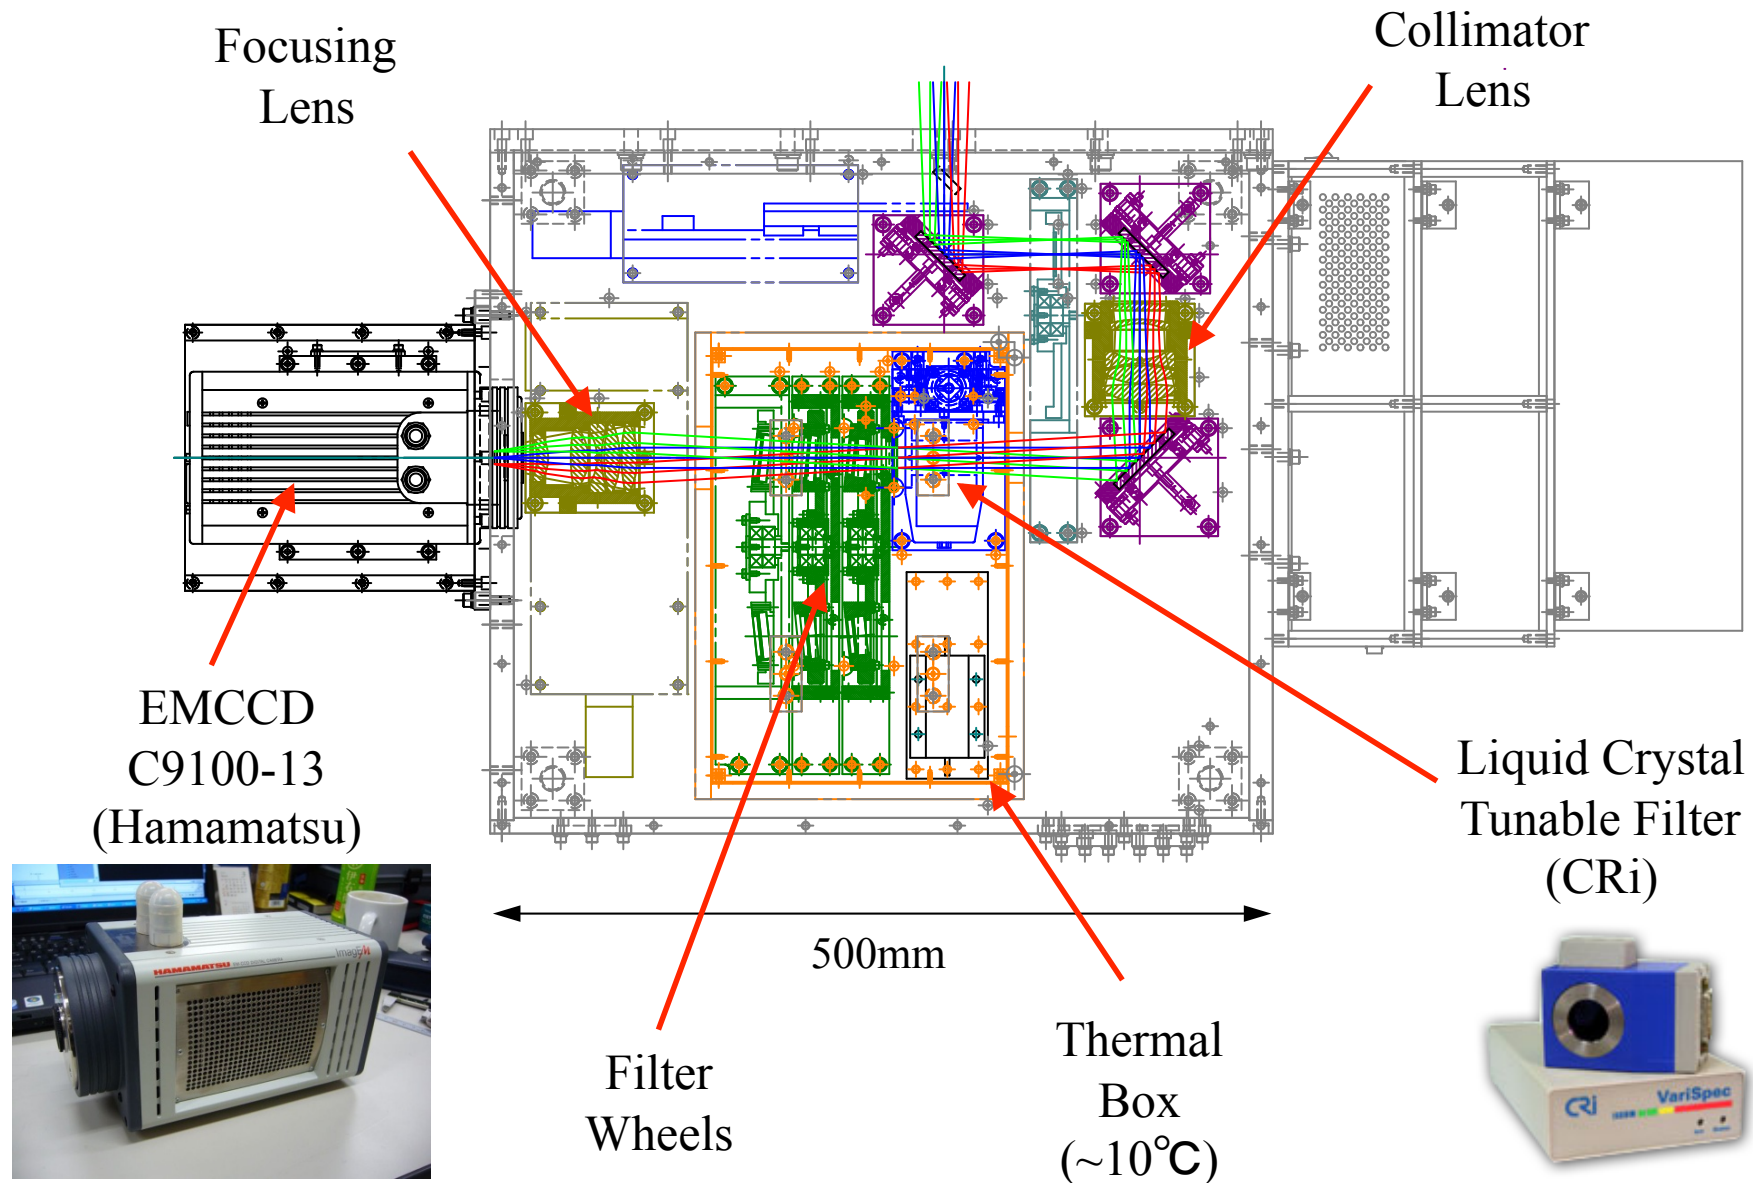 Focusing
Lens
Collimator
Lens
EMCCD
C9100-13
(Hamamatsu)
Liquid Crystal
Tunable Filter
(CRi)
500mm
Filter
Wheels
Thermal
Box
(~10℃)
HAMAMATSU
ImagEM
CRi
VariSpec